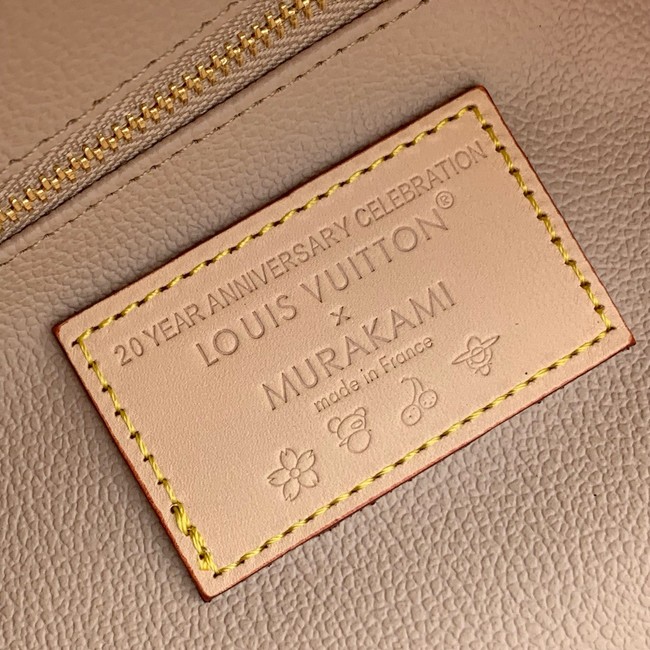 20 YEAR ANNIVERSARY CELEBRATION
LOUIS VUITTON®
x
MURAKAMI
made in France